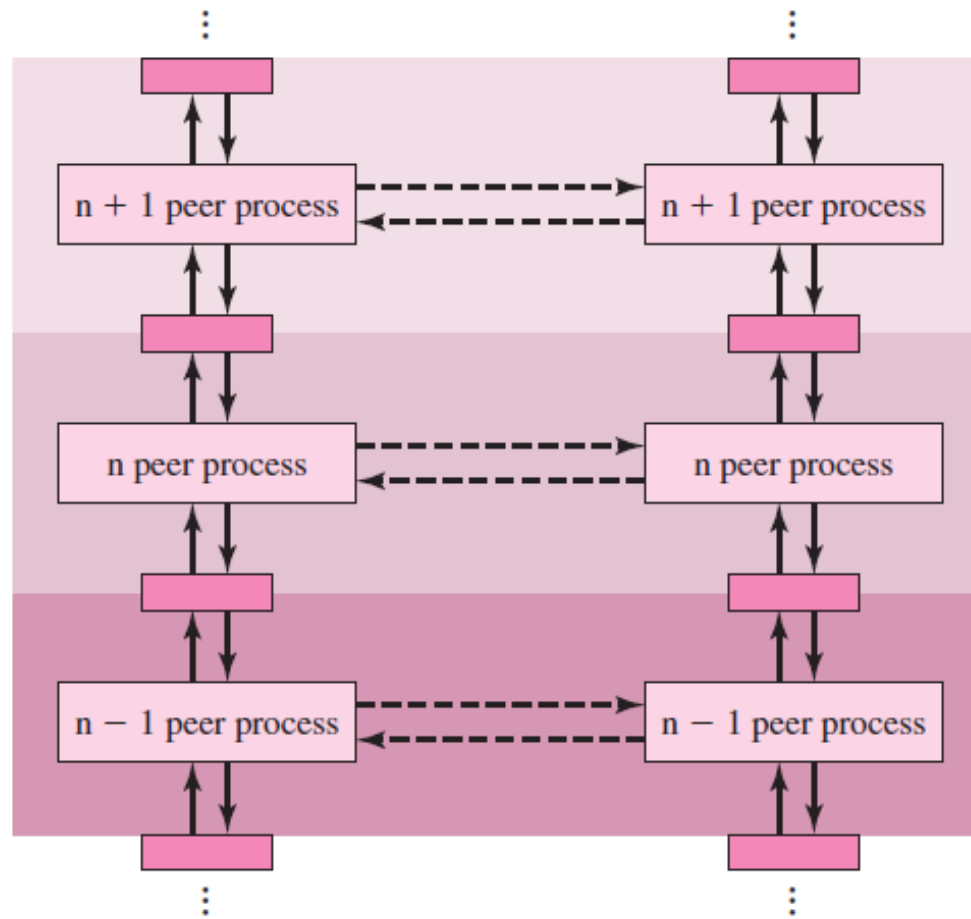 n + 1 peer process
n + 1 peer process
n peer process
n peer process
n − 1 peer process
n − 1 peer process